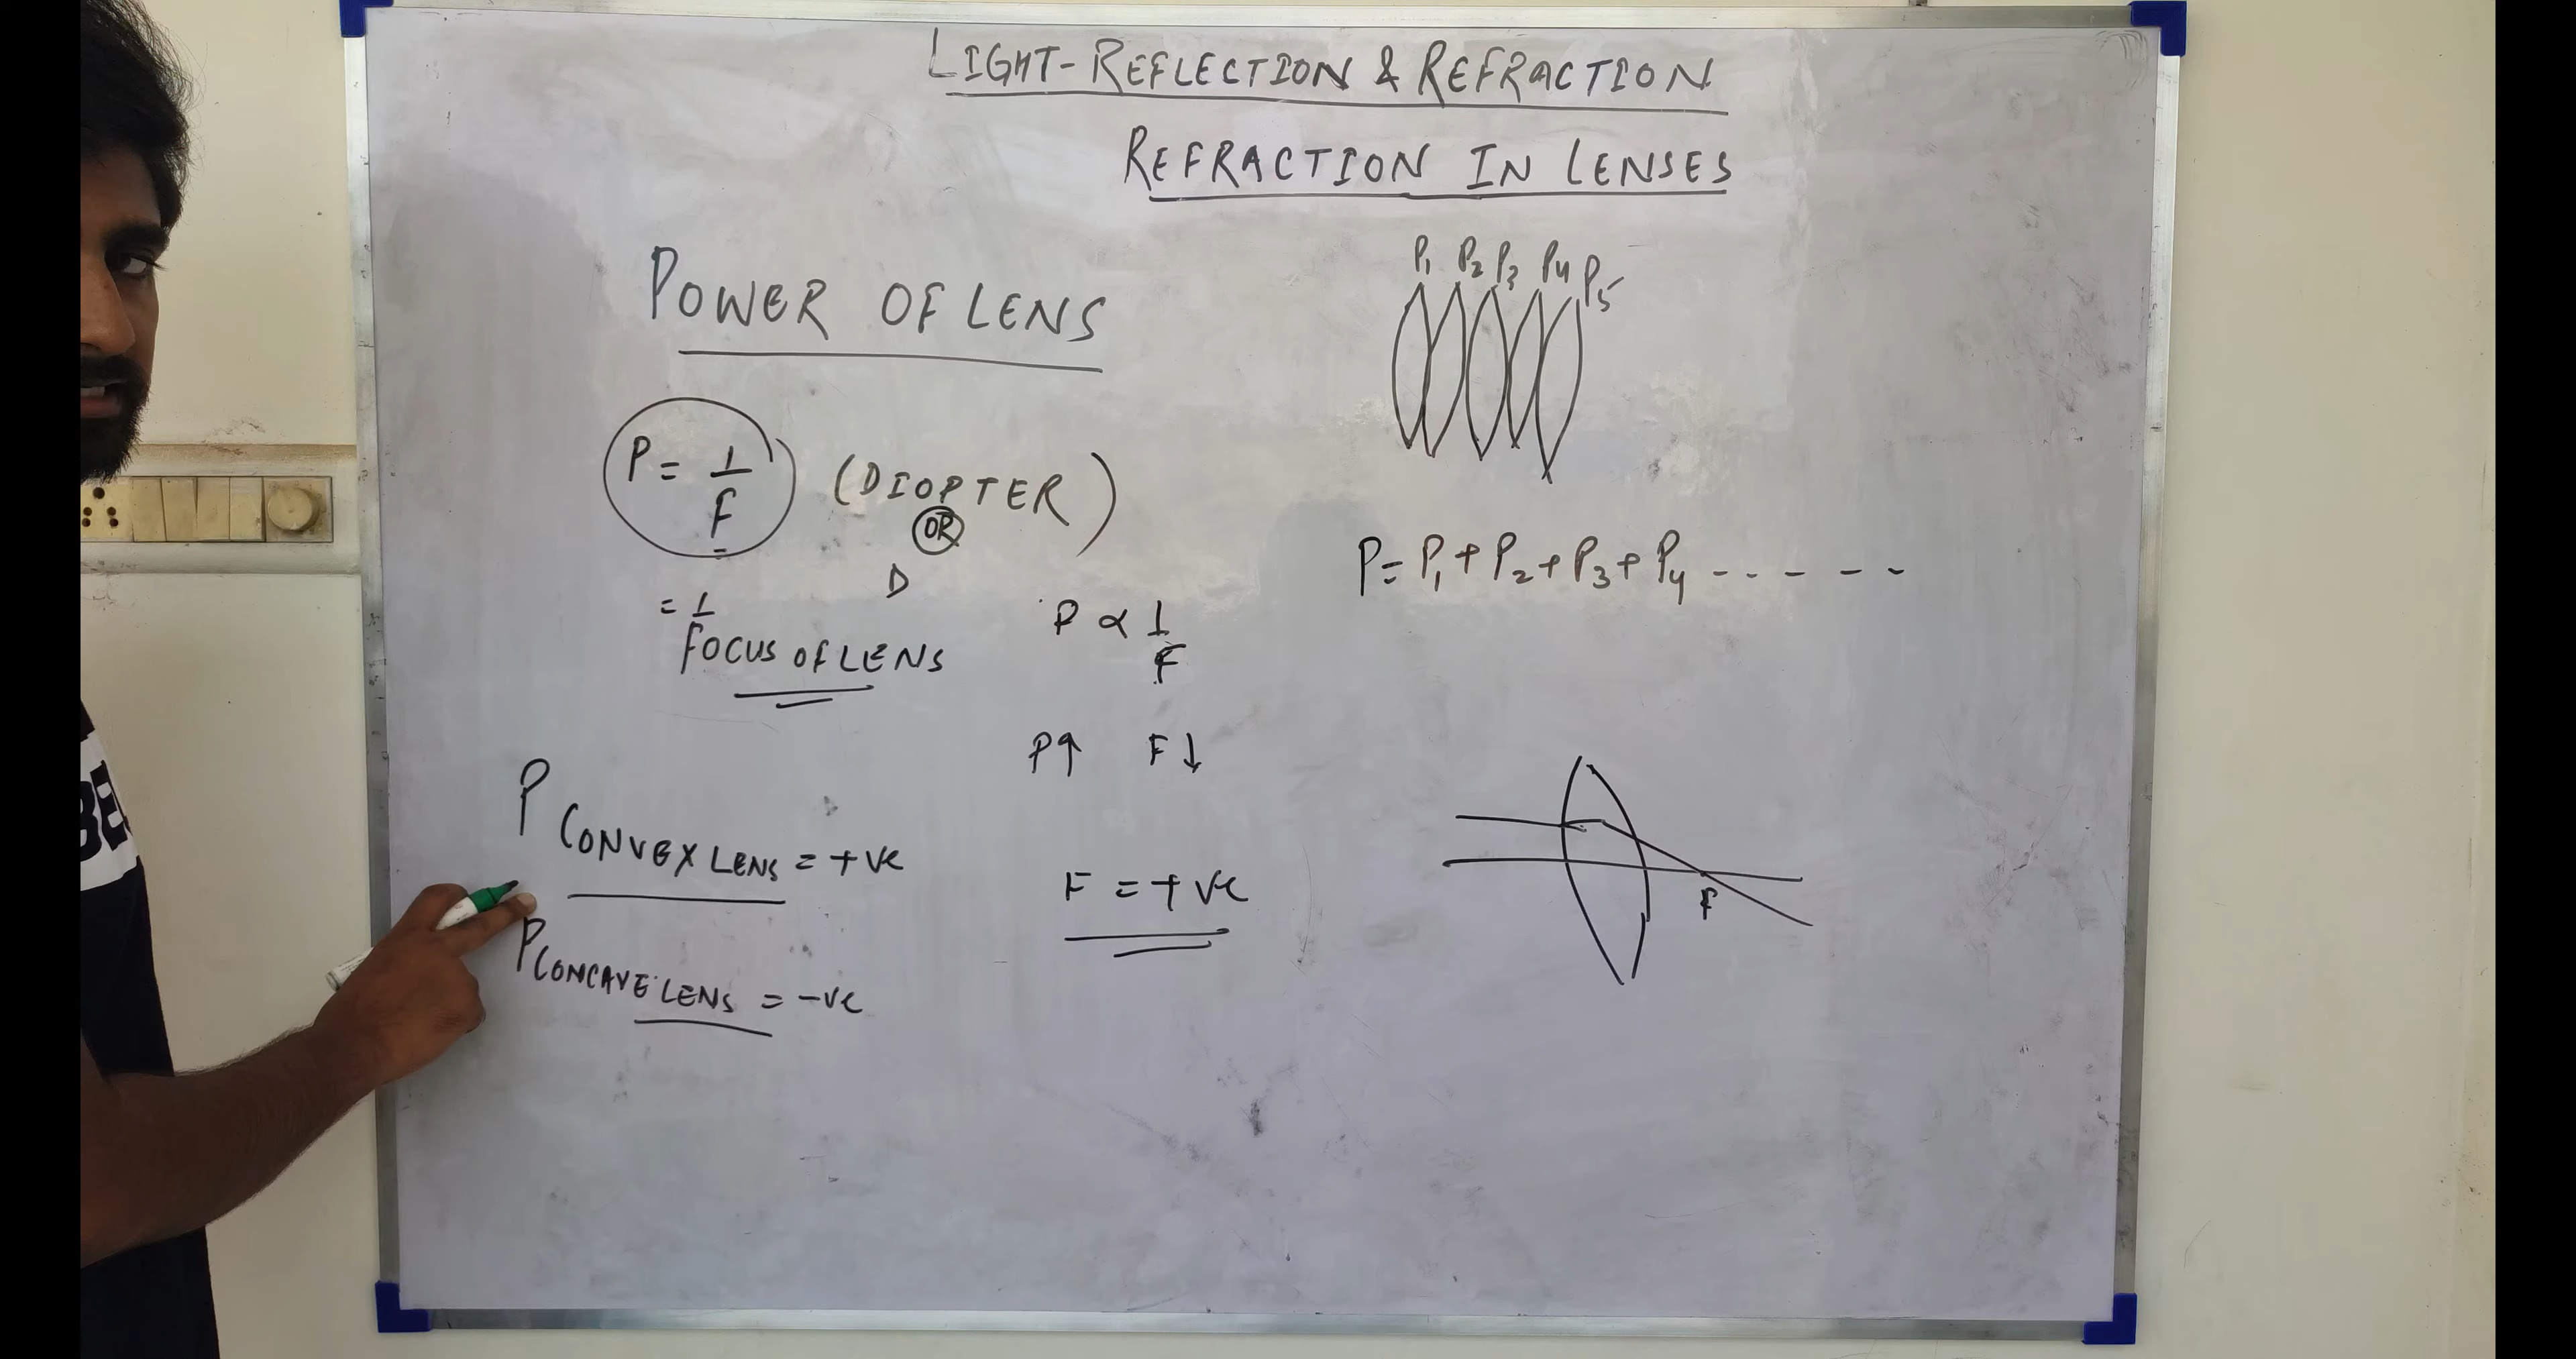 LIGHT-REFLECTION & REFRACTION
REFRACTION IN LENSES
POWER OF LENS
P = 1/F (DIOPTER)
OR
D
= 1/FOCUS OF LENS
P ∝ 1/F
P↑ F↓
P CONVEX LENS = +ve
P CONCAVE LENS = -ve
F = +ve
P1 P2 P3 P4 P5
P = P1 + P2 + P3 + P4 - - - - -
F